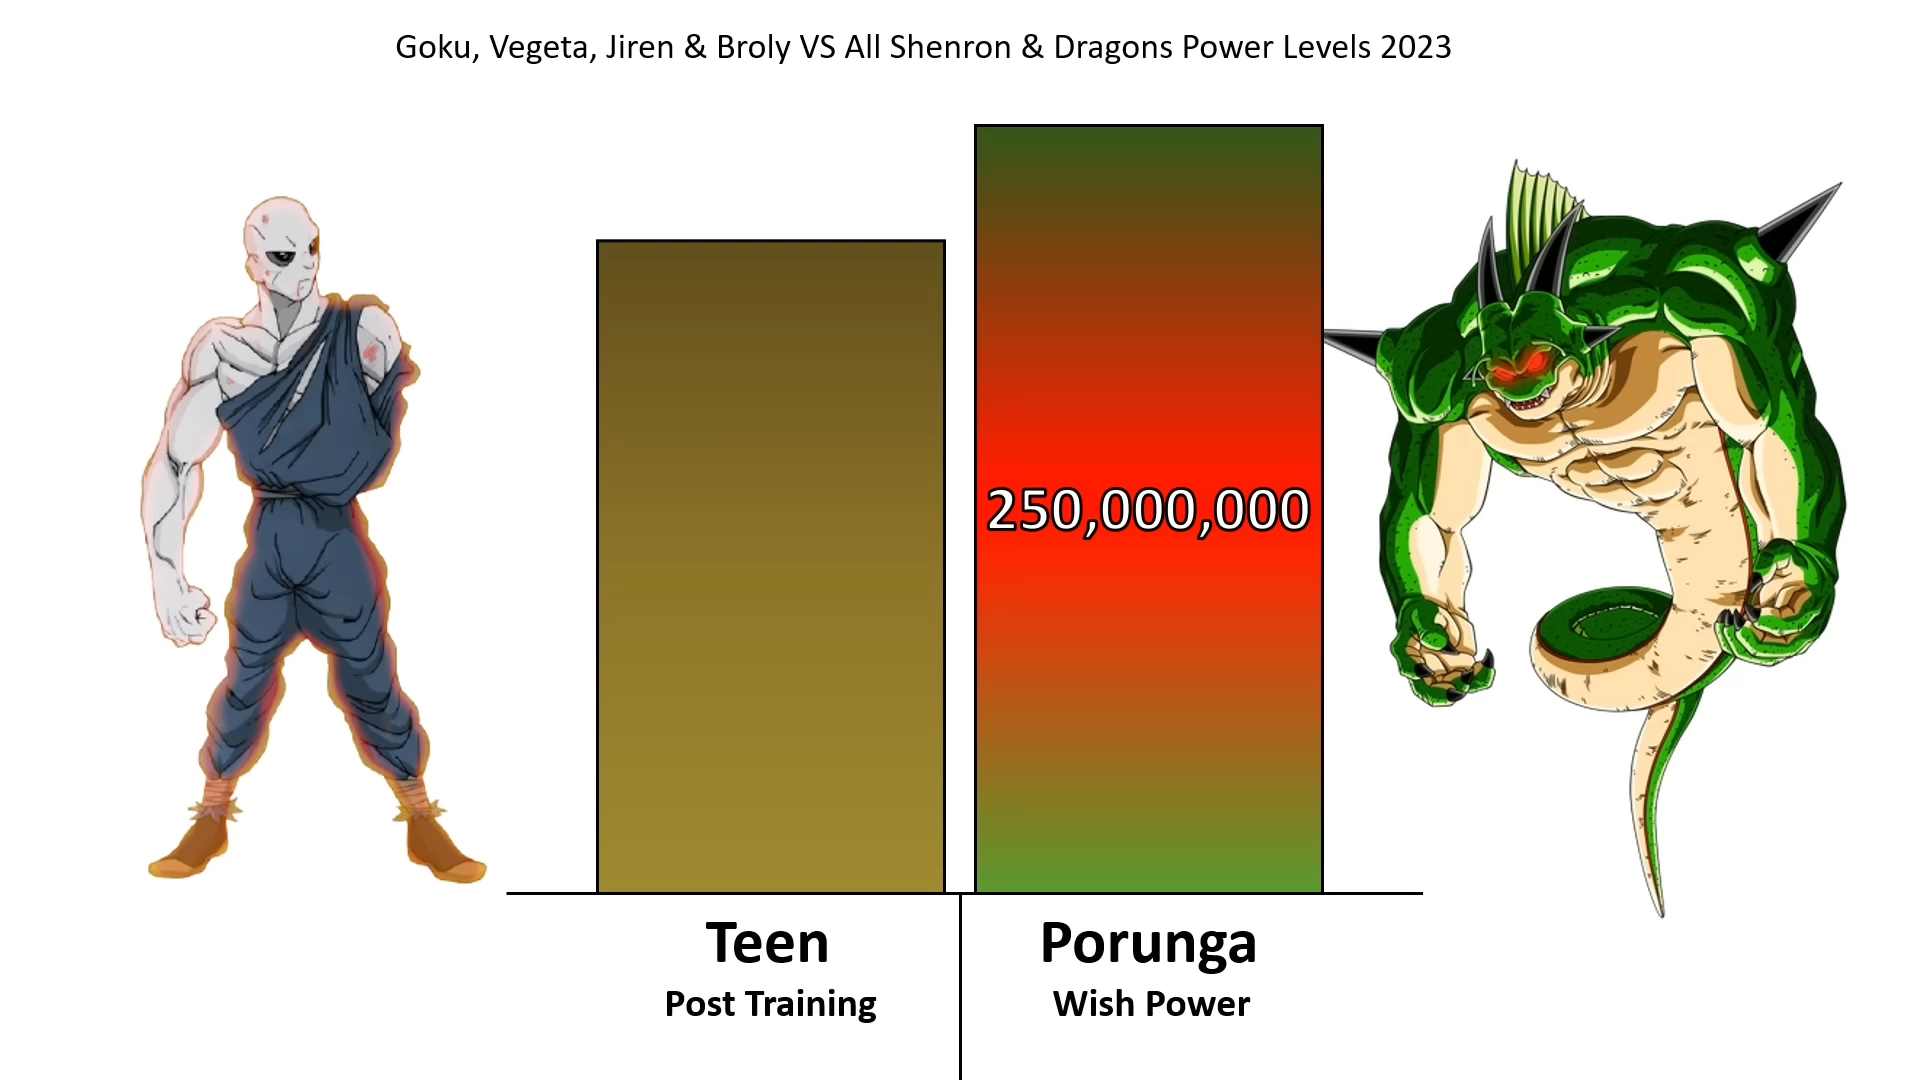 Goku, Vegeta, Jiren & Broly VS All Shenron & Dragons Power Levels 2023
250,000,000
Teen
Post Training
Porunga
Wish Power